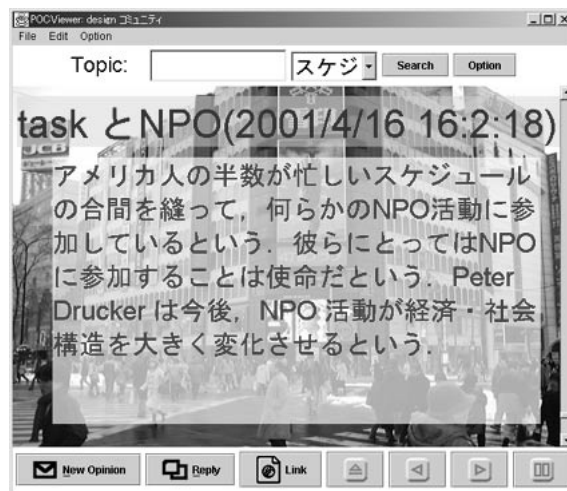 POCViewer: design コミュニティ
File Edit Option
Topic: スケジ Search Option
task とNPO(2001/4/16 16:2:18)
アメリカ人の半数が忙しいスケジュール
の合間を縫って，何らかのNPO活動に参
加しているという．彼らにとってはNPO
に参加することは使命だという．Peter
Drucker は今後，NPO 活動が経済・社会
構造を大きく変化させるという．
New Opinion Reply Link